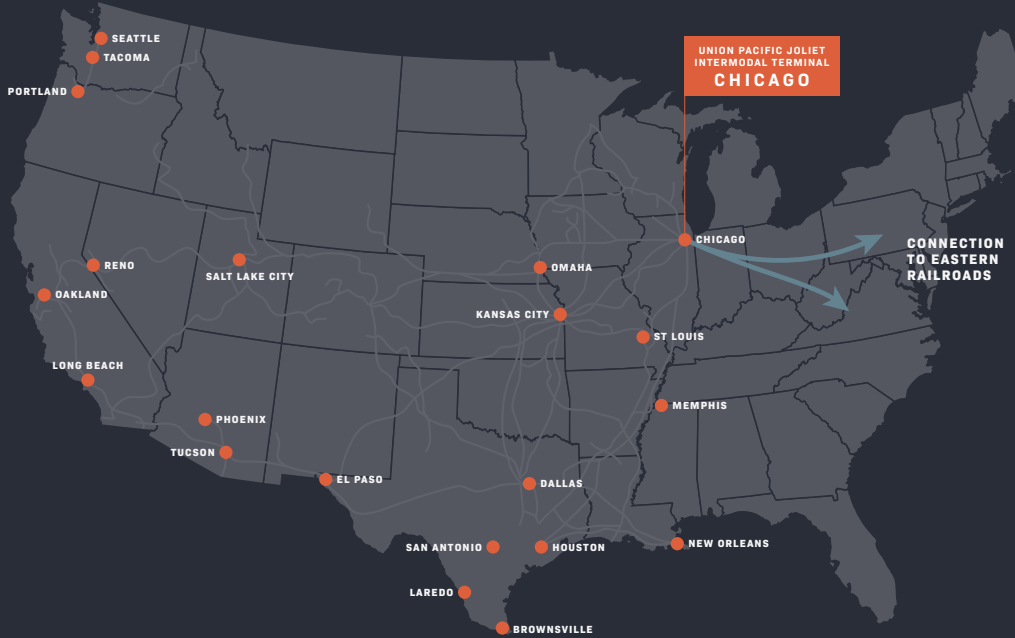 SEATTLE
TACOMA
PORTLAND
UNION PACIFIC JOLIET
INTERMODAL TERMINAL
CHICAGO
CHICAGO
CONNECTION
TO EASTERN
RAILROADS
RENO
SALT LAKE CITY
OMAHA
OAKLAND
KANSAS CITY
ST LOUIS
LONG BEACH
MEMPHIS
PHOENIX
TUCSON
EL PASO
DALLAS
SAN ANTONIO
HOUSTON
NEW ORLEANS
LAREDO
BROWNSVILLE